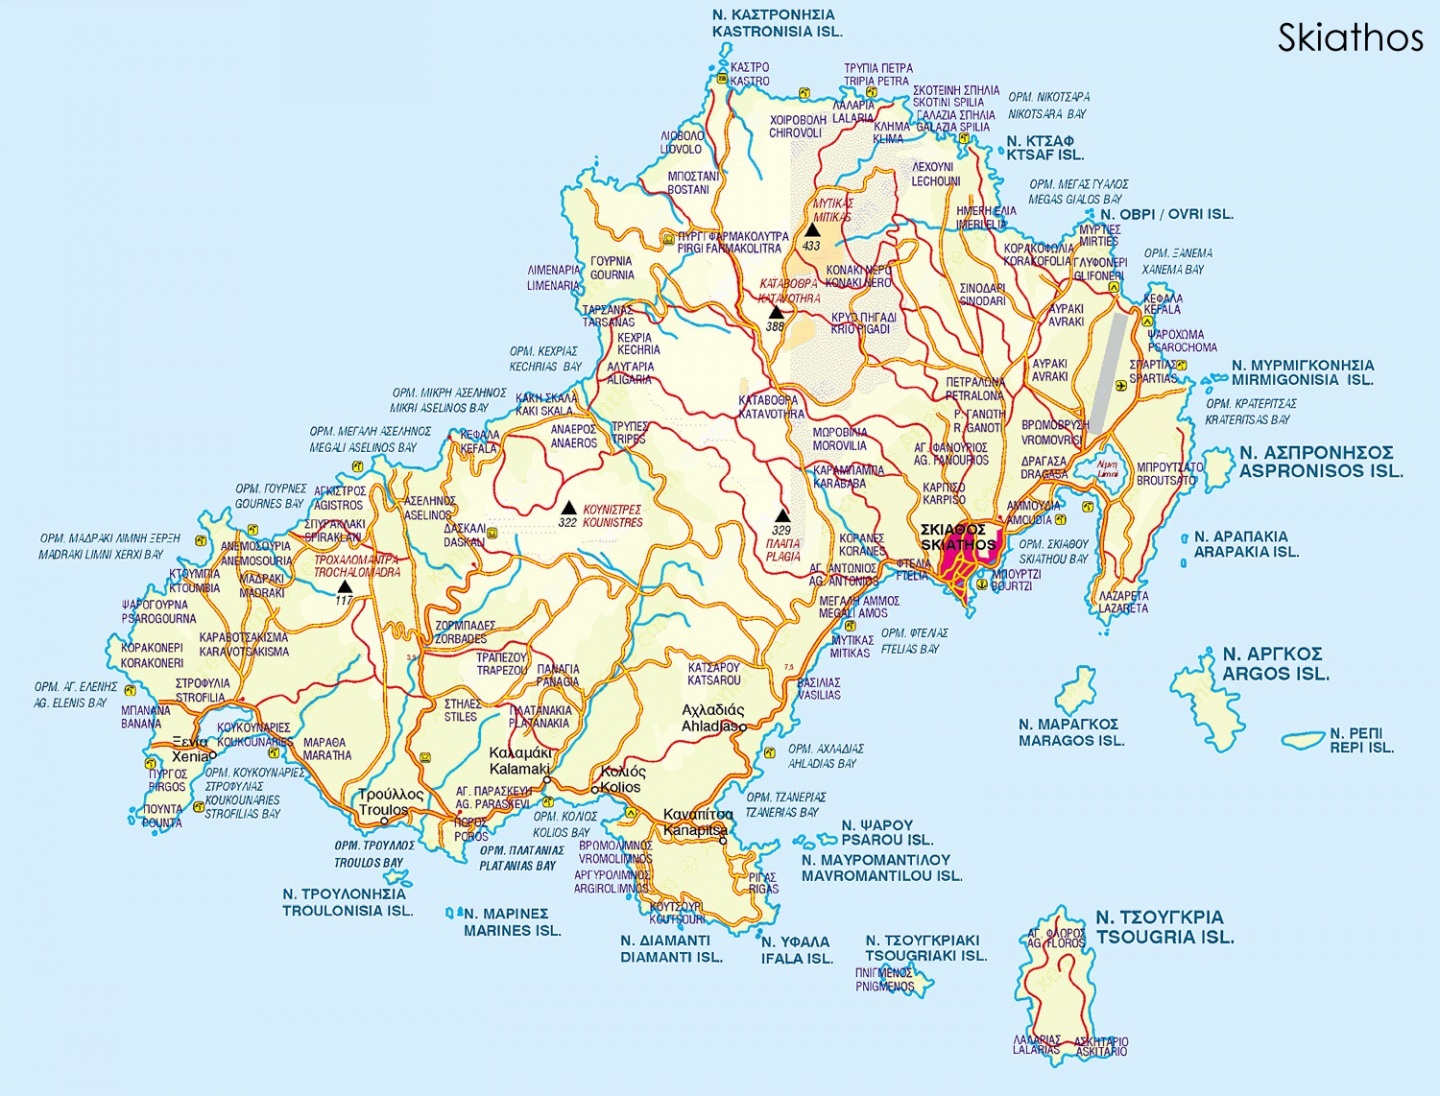 Skiathos
Ν. ΚΑΣΤΡΟΝΗΣΙΑ
KASTRONISIA ISL.
ΚΑΣΤΡΟ
KASTRO
ΤΡΥΠΙΑ ΠΕΤΡΑ
TRIPIA PETRA
ΣΚΟΤΕΙΝΗ ΣΠΗΛΙΑ
SKOTINI SPILIA
ΓΑΛΑΖΙΑ ΣΠΗΛΙΑ
GALAZIA SPILIA
ΟΡΜ. ΝΙΚΟΤΣΑΡΑ
NIKOTSARA BAY
ΛΑΛΑΡΙΑ
LALARIA
ΧΟΙΡΟΒΟΛΗ
CHIROVOLI
ΚΛΗΜΑ
KLIMA
ΛΙΟΒΟΛΟ
LIOVOLO
Ν. ΚΤΣΑΦ
KTSAF ISL.
ΜΠΟΣΤΑΝΙ
BOSTANI
ΛΕΧΟΥΝΙ
LECHOUNI
ΟΡΜ. ΜΕΓΑΣ ΓΥΑΛΟΣ
MEGAS GIALOS BAY
ΜΥΤΙΚΑΣ
MITIKAS
433
ΗΜΕΡΗ ΕΛΙΑ
IMERI ELIA
Ν. ΟΒΡΙ / OVRI ISL.
ΜΥΡΤΙΕΣ
MIRTIES
ΠΥΡΓΙ ΦΑΡΜΑΚΟΛΥΤΡΑ
PIRGI FARMAKOLITRA
ΚΟΡΑΚΟΦΩΛΙΑ
KORAKOFOLIA
ΓΛΥΦΟΝΕΡΙ
GLIFONERI
ΟΡΜ. ΞΑΝΕΜΑ
XANEMA BAY
ΛΙΜΕΝΑΡΙΑ
LIMENARIA
ΓΟΥΡΝΙΑ
GOURNIA
ΚΟΝΑΚΙ ΝΕΡΟ
KONAKI NERO
ΚΑΤΑΒΟΘΡΑ
KATAVOTHRA
388
ΣΙΝΟΔΑΡΙ
SINODARI
ΚΕΦΑΛΑ
KEFALA
ΤΑΡΣΑΝΑΣ
TARSANAS
ΚΡΥΟ ΠΗΓΑΔΙ
KRIO PIGADI
ΑΥΡΑΚΙ
AVRAKI
ΨΑΡΟΧΩΜΑ
PSAROCHOMA
ΚΕΧΡΙΑ
KECHRIA
ΟΡΜ. ΚΕΧΡΙΑΣ
KECHRIAS BAY
ΑΛΥΓΑΡΙΑ
ALIGARIA
ΑΥΡΑΚΙ
AVRAKI
ΣΠΑΡΤΙΑΣ
SPARTIAS
Ν. ΜΥΡΜΙΓΚΟΝΗΣΙΑ
MIRMIGONISIA ISL.
ΟΡΜ. ΜΙΚΡΗ ΑΣΕΛΗΝΟΣ
MIKRI ASELINOS BAY
ΚΑΚΗ ΣΚΑΛΑ
KAKI SKALA
ΚΑΤΑΒΟΘΡΑ
KATAVOTHRA
ΠΕΤΡΑΛΩΝΑ
PETRALONA
ΟΡΜ. ΚΡΑΤΕΡΙΤΣΑΣ
KRATERITSAS BAY
Ρ. ΓΑΝΩΤΗ
R. GANOTI
ΟΡΜ. ΜΕΓΑΛΗ ΑΣΕΛΗΝΟΣ
MEGALI ASELINOS BAY
ΚΕΦΑΛΑ
KEFALA
ΑΝΑΕΡΟΣ
ANAEROS
ΤΡΥΠΕΣ
TRIPES
ΜΩΡΟΒΙΛΙΑ
MOROVILIA
ΒΡΩΜΟΒΡΥΣΗ
VROMOVRISI
ΑΓ. ΦΑΝΟΥΡΙΟΣ
AG. FANOURIOS
Ν. ΑΣΠΡΟΝΗΣΟΣ
ASPRONISOS ISL.
ΚΑΡΑΜΠΑΜΠΑ
KARABABA
ΔΡΑΓΑΣΑ
DRAGASA
Λίμνη
Limni
ΜΠΡΟΥΤΣΑΤΟ
BROUTSATO
ΟΡΜ. ΓΟΥΡΝΕΣ
GOURNES BAY
ΑΓΚΙΣΤΡΟΣ
AGISTROS
ΑΣΕΛΗΝΟΣ
ASELINOS
322
ΚΟΥΝΙΣΤΡΕΣ
KOUNISTRES
329
ΠΛΑΓΙΑ
PLAGIA
ΚΑΡΠΙΣΟ
KARPISO
ΑΜΜΟΥΔΙΑ
AMOUDIA
ΣΠΥΡΑΚΛΑΚΙ
SPIRAKLANI
ΔΑΣΚΑΛΙ
DASKALI
ΣΚΙΑΘΟΣ
SKIATHOS
ΟΡΜ. ΣΚΙΑΘΟΥ
SKIATHOU BAY
Ν. ΑΡΑΠΑΚΙΑ
ARAPAKIA ISL.
ΟΡΜ. ΜΑΔΡΑΚΙ ΛΙΜΝΗ ΞΕΡΞΗ
MADRAKI LIMNI XERXI BAY
ΑΝΕΜΟΣΟΥΡΙΑ
ANEMOSOURIA
ΤΡΟΧΑΛΟΜΑΝΤΡΑ
TROCHALOMADRA
117
ΚΟΡΑΝΕΣ
KORANES
ΑΓ. ΑΝΤΩΝΙΟΣ
AG. ANTONIOS
ΦΤΕΛΙΑ
FTELIA
ΜΠΟΥΡΤΖΙ
BOURTZI
ΚΤΟΥΜΠΙΑ
KTOUMBIA
ΜΑΔΡΑΚΙ
MADRAKI
ΛΑΖΑΡΕΤΑ
LAZARETA
ΨΑΡΟΓΟΥΡΝΑ
PSAROGOURNA
ΜΕΓΑΛΗ ΑΜΜΟΣ
MEGALI AMOS
ΖΟΡΜΠΑΔΕΣ
ZORBADES
ΚΑΡΑΒΟΤΣΑΚΙΣΜΑ
KARAVOTSAKISMA
ΜΥΤΙΚΑΣ
MITIKAS
ΟΡΜ. ΦΤΕΛΙΑΣ
FTELIAS BAY
ΚΟΡΑΚΟΝΕΡΙ
KORAKONERI
3,5
ΤΡΑΠΕΖΟΥ
TRAPEZOU
ΠΑΝΑΓΙΑ
PANAGIA
ΚΑΤΣΑΡΟΥ
KATSAROU
7,5
Ν. ΑΡΓΚΟΣ
ARGOS ISL.
ΟΡΜ. ΑΓ. ΕΛΕΝΗΣ
AG. ELENIS BAY
ΣΤΡΟΦΥΛΙΑ
STROFILIA
ΒΑΣΙΛΙΑΣ
VASILIAS
ΜΠΑΝΑΝΑ
BANANA
ΣΤΗΛΕΣ
STILES
ΠΛΑΤΑΝΑΚΙΑ
PLATANAKIA
Αχλαδιάς
Ahladias
Ν. ΜΑΡΑΓΚΟΣ
MARAGOS ISL.
Ν. ΡΕΠΙ
REPI ISL.
ΚΟΥΚΟΥΝΑΡΙΕΣ
KOUKOUNARIES
Ξενία
Xenia
ΜΑΡΑΘΑ
MARATHA
Καλαμάκι
Kalamaki
ΟΡΜ. ΑΧΛΑΔΙΑΣ
AHLADIAS BAY
ΠΥΡΓΟΣ
PIRGOS
ΟΡΜ. ΚΟΥΚΟΥΝΑΡΙΕΣ
ΣΤΡΟΦΥΛΙΑΣ
KOUKOUNARIES
STROFILIAS BAY
Κολιός
Kolios
Τρούλλος
Troulos
ΑΓ. ΠΑΡΑΣΚΕΥΗ
AG. PARASKEVI
ΟΡΜ. ΤΖΑΝΕΡΙΑΣ
TZANERIAS BAY
ΠΟΥΝΤΑ
POUNTA
ΠΟΡΟΣ
POROS
ΟΡΜ. ΚΟΛΙΟΣ
KOLIOS BAY
Καναπίτσα
Kanapitsa
Ν. ΨΑΡΟΥ
PSAROU ISL.
ΟΡΜ. ΤΡΟΥΛΛΟΣ
TROULOS BAY
ΟΡΜ. ΠΛΑΤΑΝΙΑΣ
PLATANIAS BAY
ΒΡΩΜΟΛΙΜΝΟΣ
VROMOLIMNOS
Ν. ΜΑΥΡΟΜΑΝΤΙΛΟΥ
MAVROMANTILOU ISL.
ΑΡΓΥΡΟΛΙΜΝΟΣ
ARGIROLIMNOS
ΡΙΓΑΣ
RIGAS
Ν. ΤΡΟΥΛΟΝΗΣΙΑ
TROULONISIA ISL.
Ν. ΜΑΡΙΝΕΣ
MARINES ISL.
ΚΟΥΤΣΟΥΡΙ
KOUTSOURI
Ν. ΔΙΑΜΑΝΤΙ
DIAMANTI ISL.
Ν. ΥΦΑΛΑ
IFALA ISL.
Ν. ΤΣΟΥΓΚΡΙΑΚΙ
TSOUGRIAKI ISL.
ΠΝΙΓΜΕΝΟΣ
PNIGMENOS
Ν. ΤΣΟΥΓΚΡΙΑ
TSOUGRIA ISL.
ΑΓ. ΦΛΩΡΟΣ
AG. FLOROS
ΛΑΛΑΡΙΑΣ
LALARIAS
ΑΣΚΗΤΑΡΙΟ
ASKITARIO